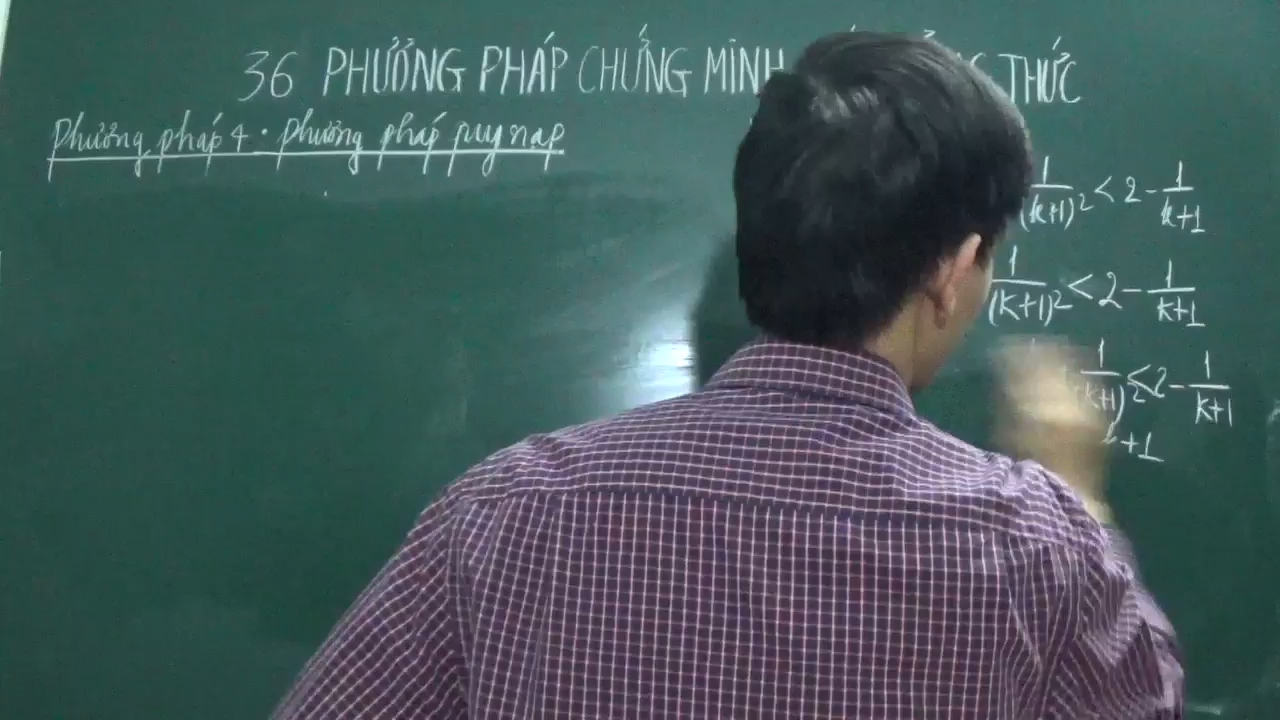 36 PHƯƠNG PHÁP CHỨNG MINH THỨC
Phương pháp 4. Phương pháp quy nạp
1/(k+1)² < 2 - 1/(k+1)
1/(k+1)² < 2 - 1/(k+1)
1/(k+1)² ≤ 2 - 1/(k+1)
+1